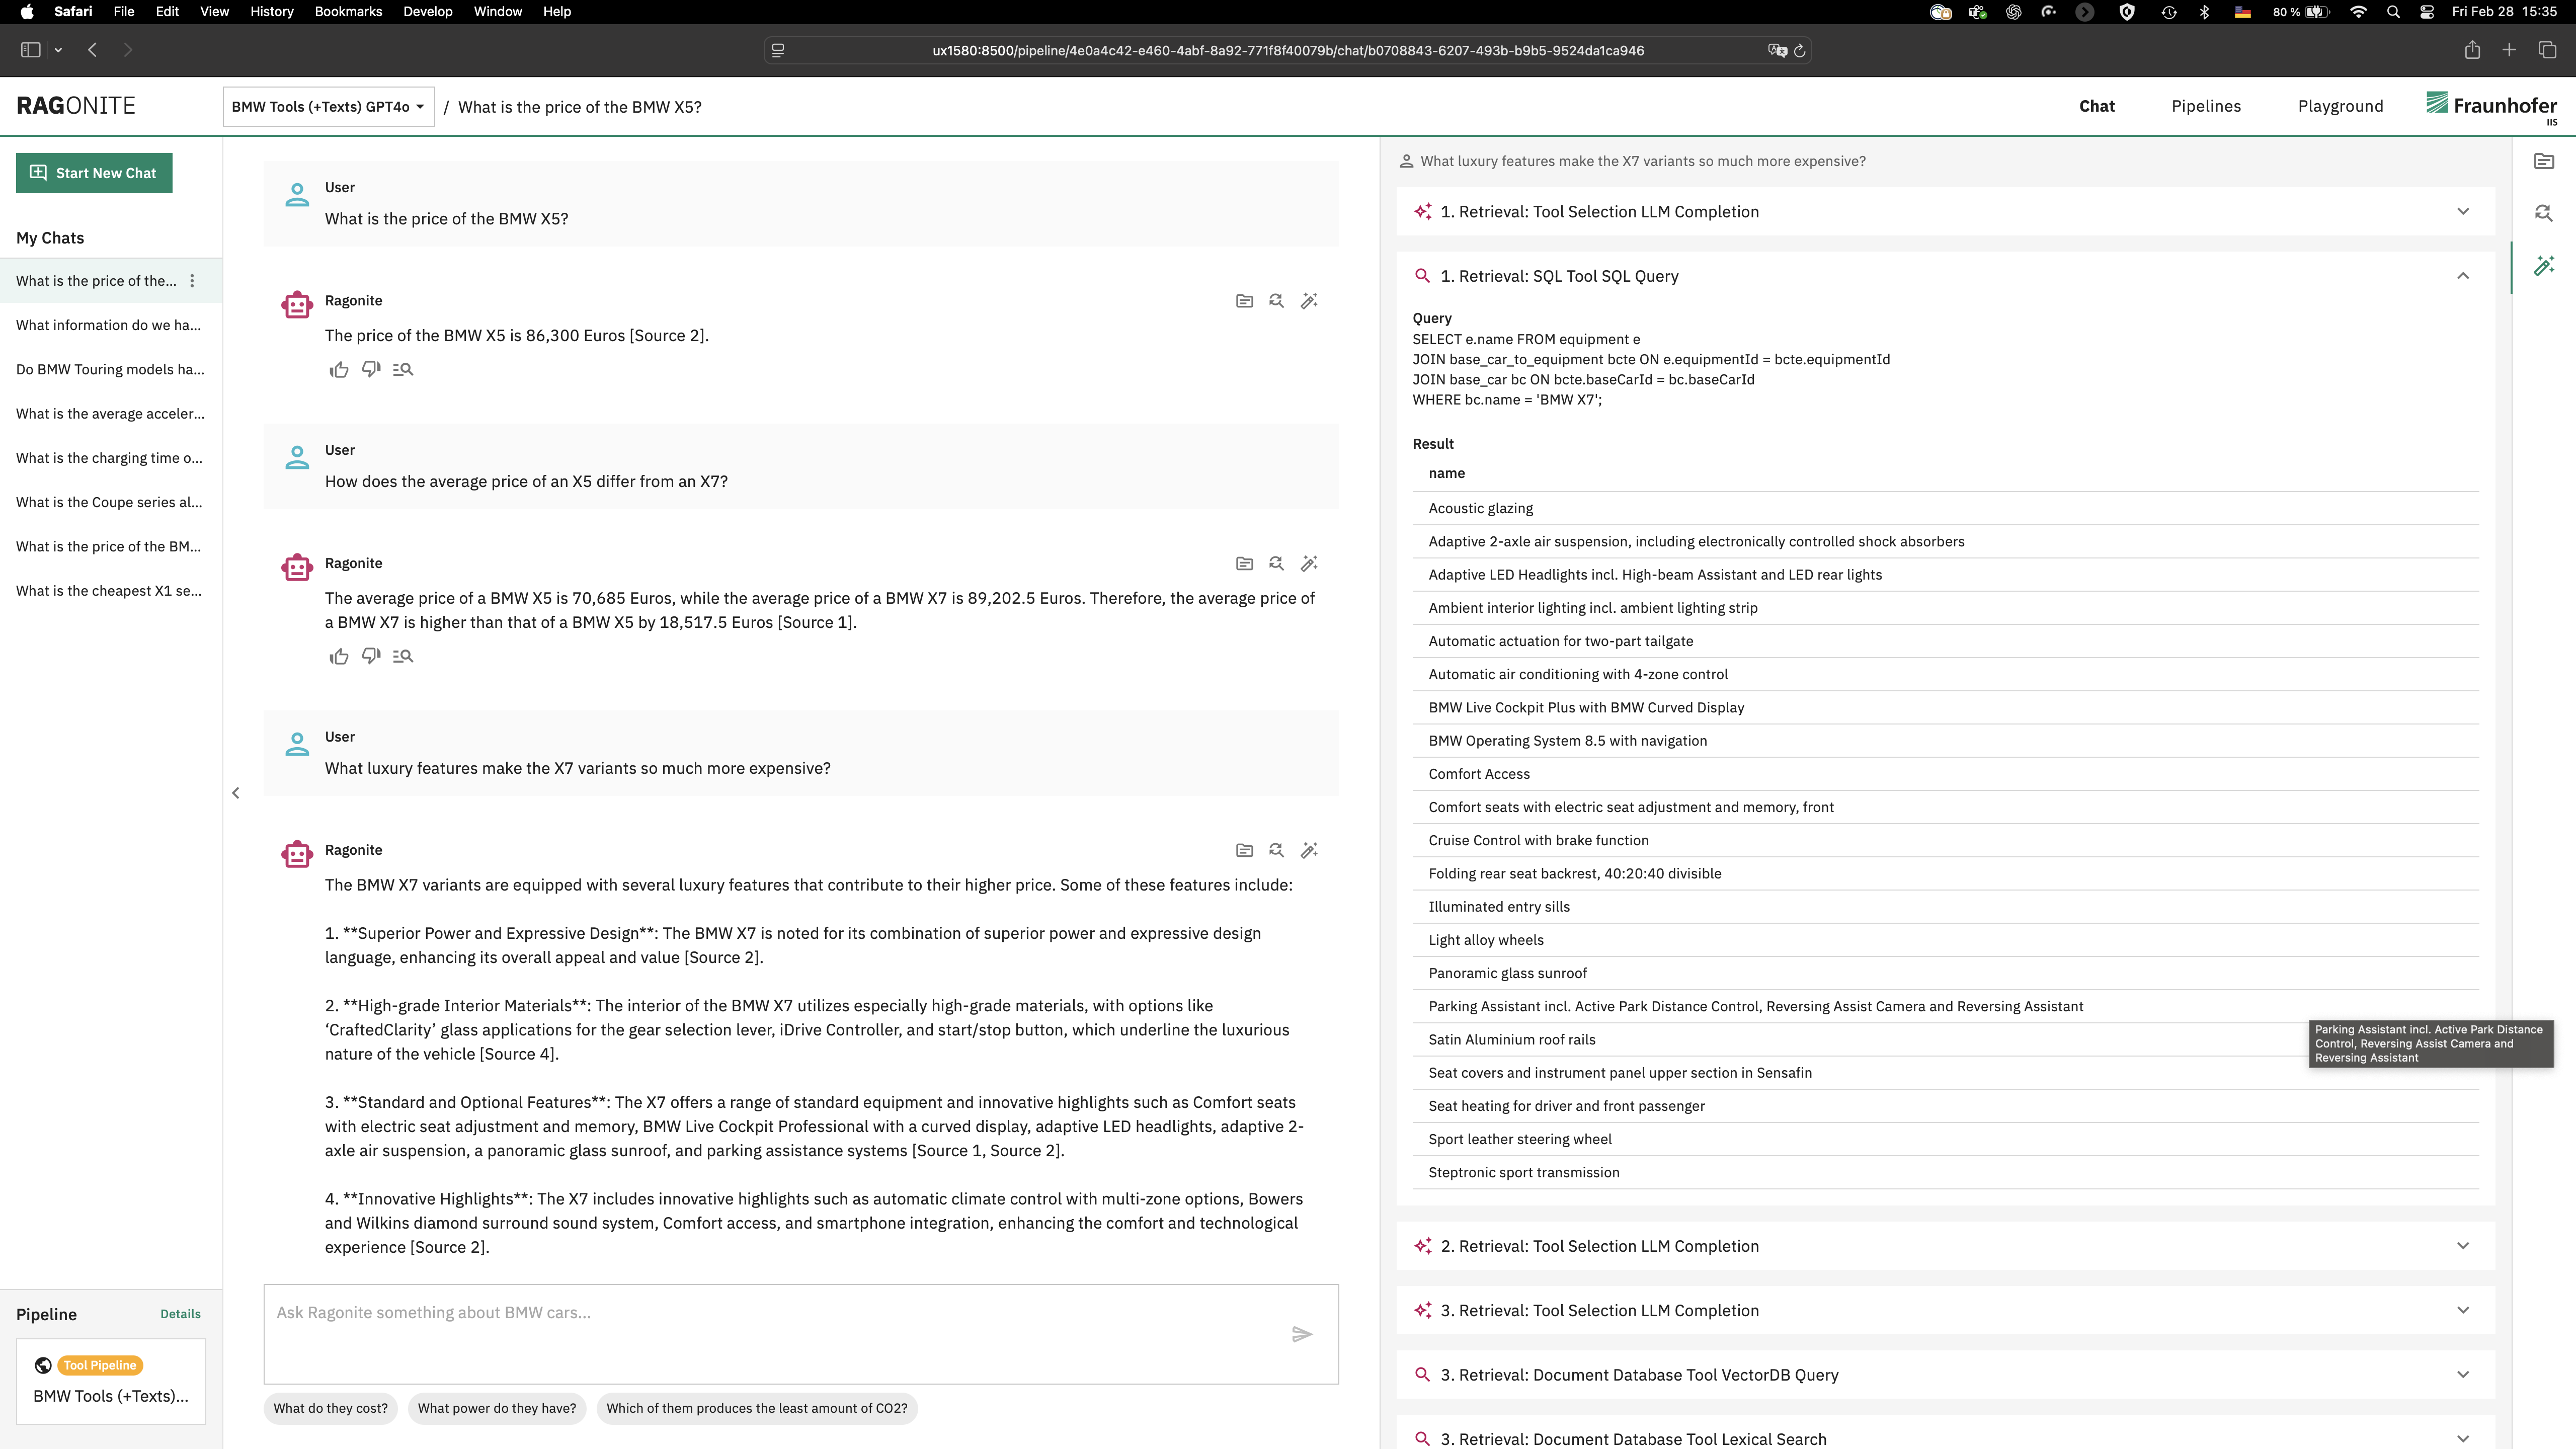 Safari File Edit View History Bookmarks Develop Window Help 80 % Fri Feb 28 15:35
ux1580:8500/pipeline/4e0a4c42-e460-4abf-8a92-771f8f40079b/chat/b0708843-6207-493b-b9b5-9524da1ca946
RAGONITE
BMW Tools (+Texts) GPT4o / What is the price of the BMW X5?
Chat Pipelines Playground
Fraunhofer
IIS
Start New Chat
My Chats
What is the price of the...
What information do we ha...
Do BMW Touring models ha...
What is the average acceler...
What is the charging time o...
What is the Coupe series al...
What is the price of the BM...
What is the cheapest X1 se...
Pipeline Details
Tool Pipeline
BMW Tools (+Texts)...
User
What is the price of the BMW X5?
Ragonite
The price of the BMW X5 is 86,300 Euros [Source 2].
User
How does the average price of an X5 differ from an X7?
Ragonite
The average price of a BMW X5 is 70,685 Euros, while the average price of a BMW X7 is 89,202.5 Euros. Therefore, the average price of
a BMW X7 is higher than that of a BMW X5 by 18,517.5 Euros [Source 1].
User
What luxury features make the X7 variants so much more expensive?
Ragonite
The BMW X7 variants are equipped with several luxury features that contribute to their higher price. Some of these features include:
1. **Superior Power and Expressive Design**: The BMW X7 is noted for its combination of superior power and expressive design
language, enhancing its overall appeal and value [Source 2].
2. **High-grade Interior Materials**: The interior of the BMW X7 utilizes especially high-grade materials, with options like
‘CraftedClarity’ glass applications for the gear selection lever, iDrive Controller, and start/stop button, which underline the luxurious
nature of the vehicle [Source 4].
3. **Standard and Optional Features**: The X7 offers a range of standard equipment and innovative highlights such as Comfort seats
with electric seat adjustment and memory, BMW Live Cockpit Professional with a curved display, adaptive LED headlights, adaptive 2-
axle air suspension, a panoramic glass sunroof, and parking assistance systems [Source 1, Source 2].
4. **Innovative Highlights**: The X7 includes innovative highlights such as automatic climate control with multi-zone options, Bowers
and Wilkins diamond surround sound system, Comfort access, and smartphone integration, enhancing the comfort and technological
experience [Source 2].
Ask Ragonite something about BMW cars...
What do they cost? What power do they have? Which of them produces the least amount of CO2?
What luxury features make the X7 variants so much more expensive?
1. Retrieval: Tool Selection LLM Completion
1. Retrieval: SQL Tool SQL Query
Query
SELECT e.name FROM equipment e
JOIN base_car_to_equipment bcte ON e.equipmentId = bcte.equipmentId
JOIN base_car bc ON bcte.baseCarId = bc.baseCarId
WHERE bc.name = 'BMW X7';
Result
name
Acoustic glazing
Adaptive 2-axle air suspension, including electronically controlled shock absorbers
Adaptive LED Headlights incl. High-beam Assistant and LED rear lights
Ambient interior lighting incl. ambient lighting strip
Automatic actuation for two-part tailgate
Automatic air conditioning with 4-zone control
BMW Live Cockpit Plus with BMW Curved Display
BMW Operating System 8.5 with navigation
Comfort Access
Comfort seats with electric seat adjustment and memory, front
Cruise Control with brake function
Folding rear seat backrest, 40:20:40 divisible
Illuminated entry sills
Light alloy wheels
Panoramic glass sunroof
Parking Assistant incl. Active Park Distance Control, Reversing Assist Camera and Reversing Assistant
Parking Assistant incl. Active Park Distance
Control, Reversing Assist Camera and
Reversing Assistant
Satin Aluminium roof rails
Seat covers and instrument panel upper section in Sensafin
Seat heating for driver and front passenger
Sport leather steering wheel
Steptronic sport transmission
2. Retrieval: Tool Selection LLM Completion
3. Retrieval: Tool Selection LLM Completion
3. Retrieval: Document Database Tool VectorDB Query
3. Retrieval: Document Database Tool Lexical Search